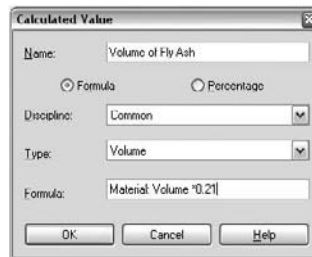 Calculated Value
Name: Volume of Fly Ash
Formula Percentage
Discipline: Common
Type: Volume
Formula: Material: Volume *0.21
OK Cancel Help